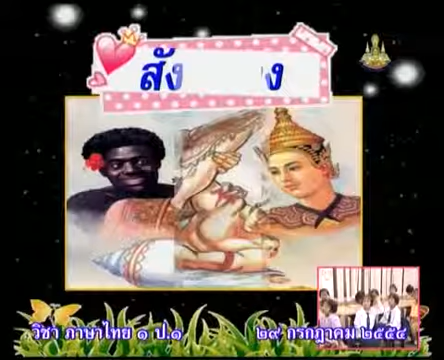 สัง ง
วิชา ภาษาไทย ๑ ป.๑
๒๙ กรกฎาคม ๒๕๕๔